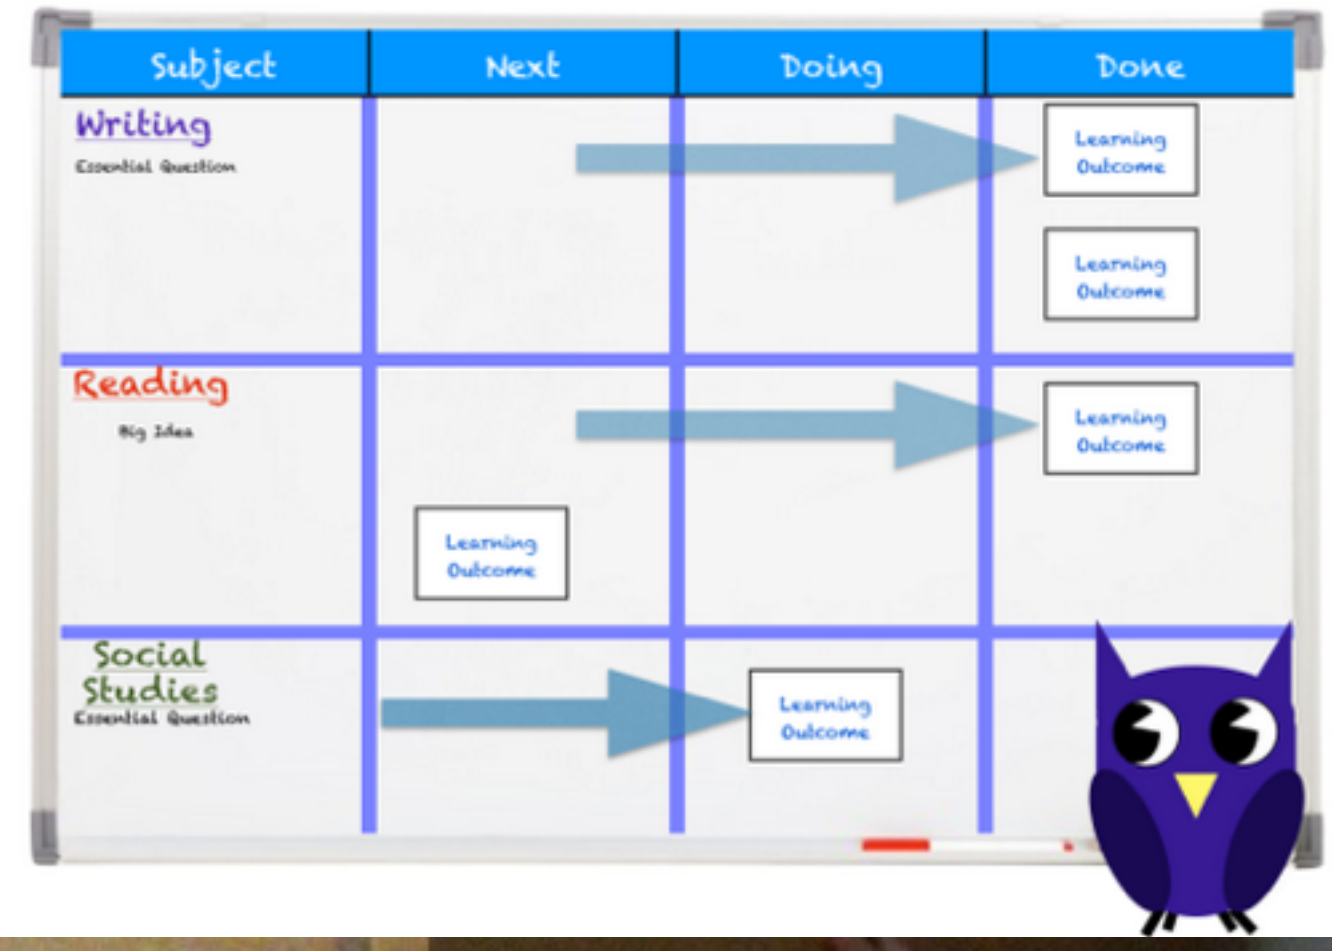 Subject Next Doing Done
Writing
Essential Question
Learning
Outcome
Learning
Outcome
Reading
Big Idea
Learning
Outcome
Learning
Outcome
Social
Studies
Essential Question
Learning
Outcome